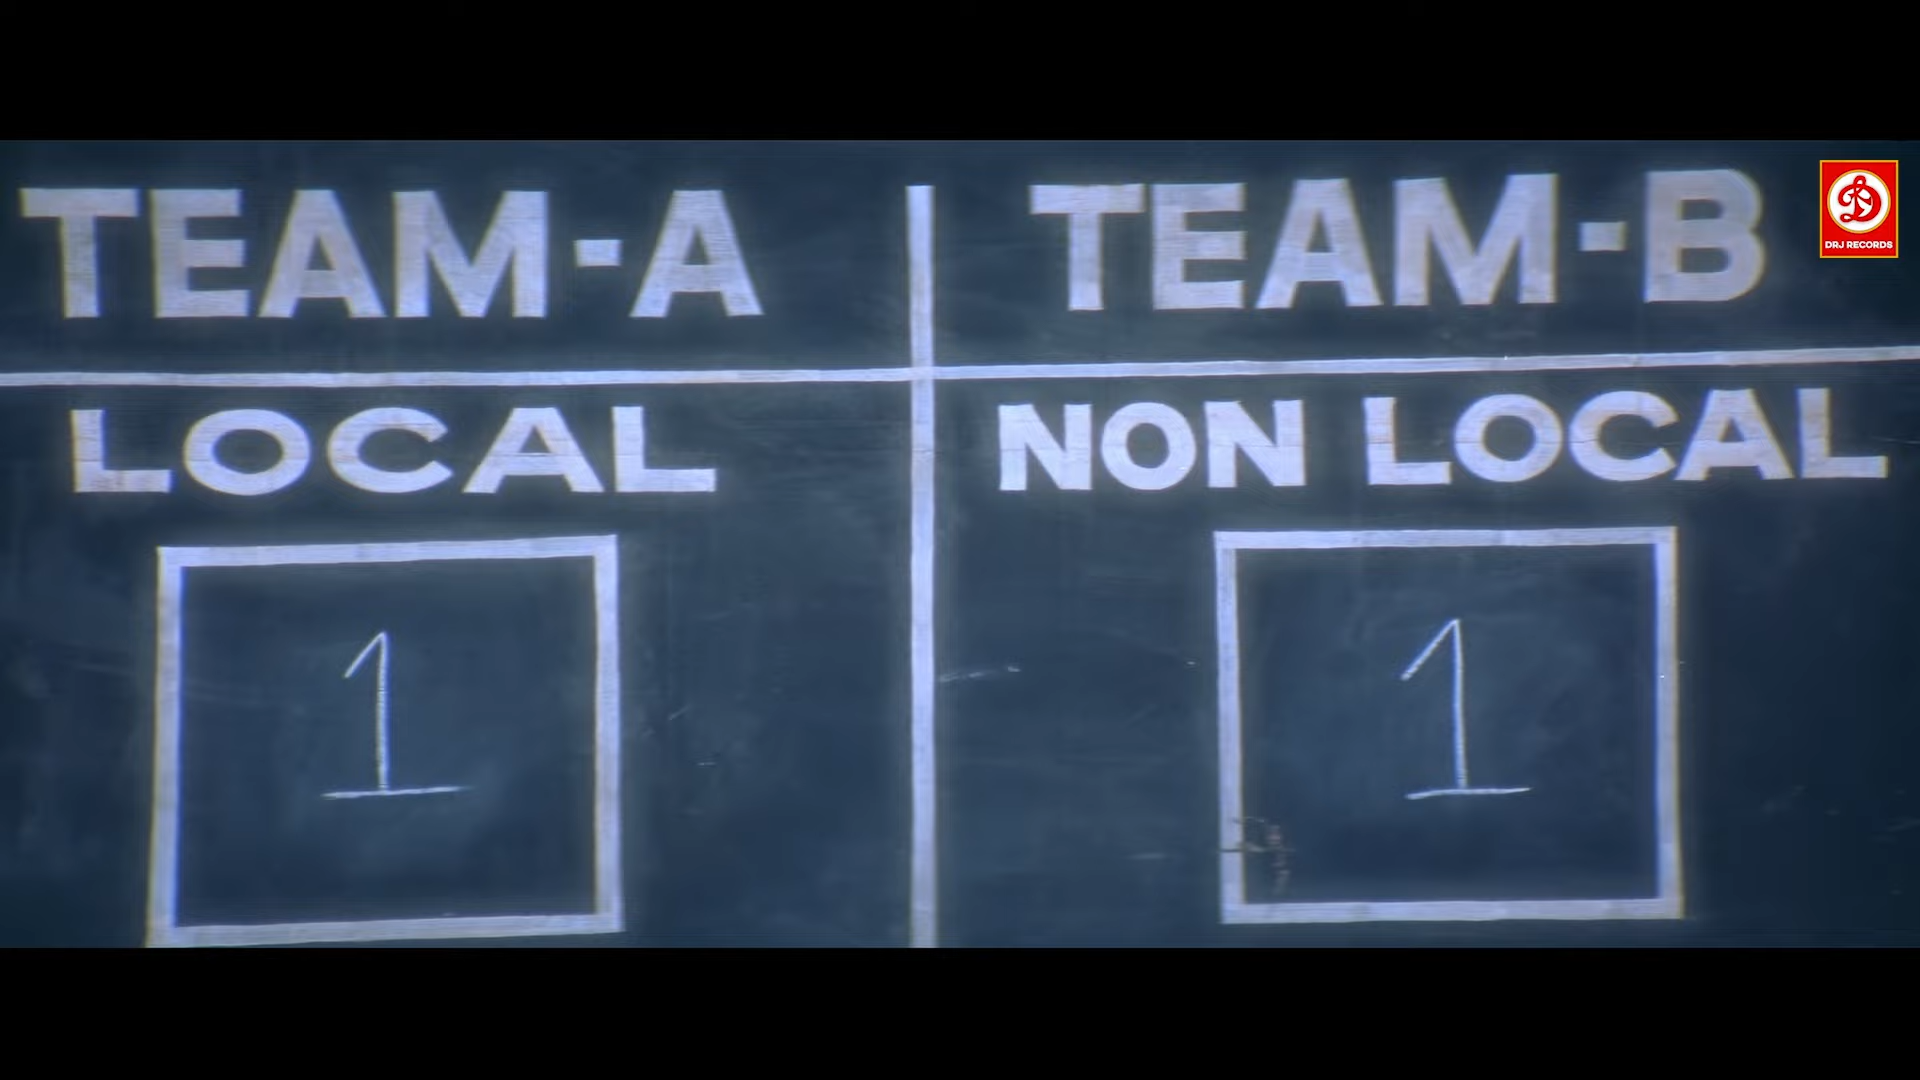 TEAM-A
TEAM-B
DRJ RECORDS
LOCAL
NON LOCAL
1
1